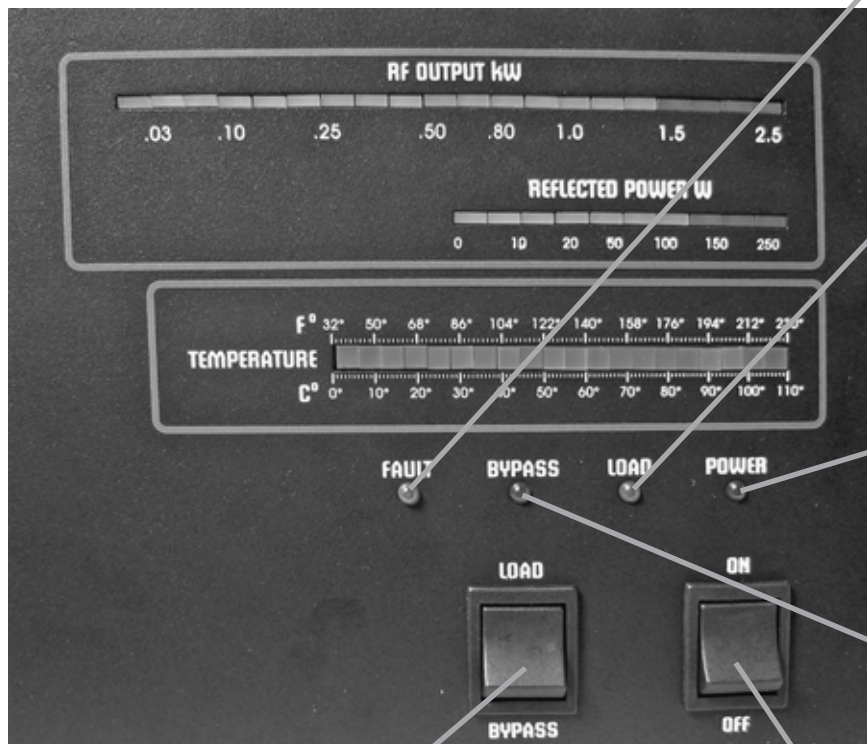 RF OUTPUT kW
.03 .10 .25 .50 .80 1.0 1.5 2.5
REFLECTED POWER W
0 10 20 50 100 150 250
F° 32° 50° 68° 86° 104° 122° 140° 158° 176° 194° 212°
TEMPERATURE
C° 0° 10° 20° 30° 40° 50° 60° 70° 80° 90° 100° 110°
FAULT BYPASS LOAD POWER
LOAD ON
BYPASS OFF